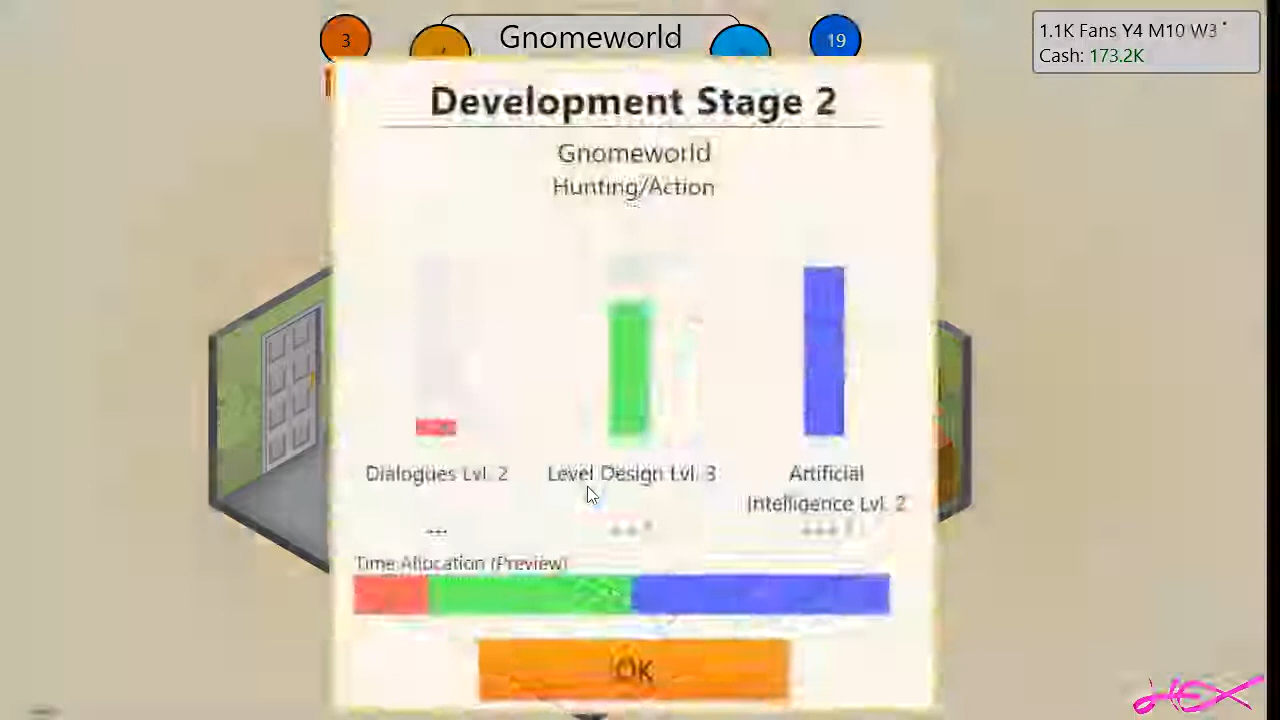 3
Gnomeworld
19
1.1K Fans Y4 M10 W3
Cash: 173.2K
Development Stage 2
Gnomeworld
Hunting/Action
Dialogues Lvl. 2
Level Design Lvl. 3
Artificial
Intelligence Lvl. 2
---
Time Allocation (Preview)
OK